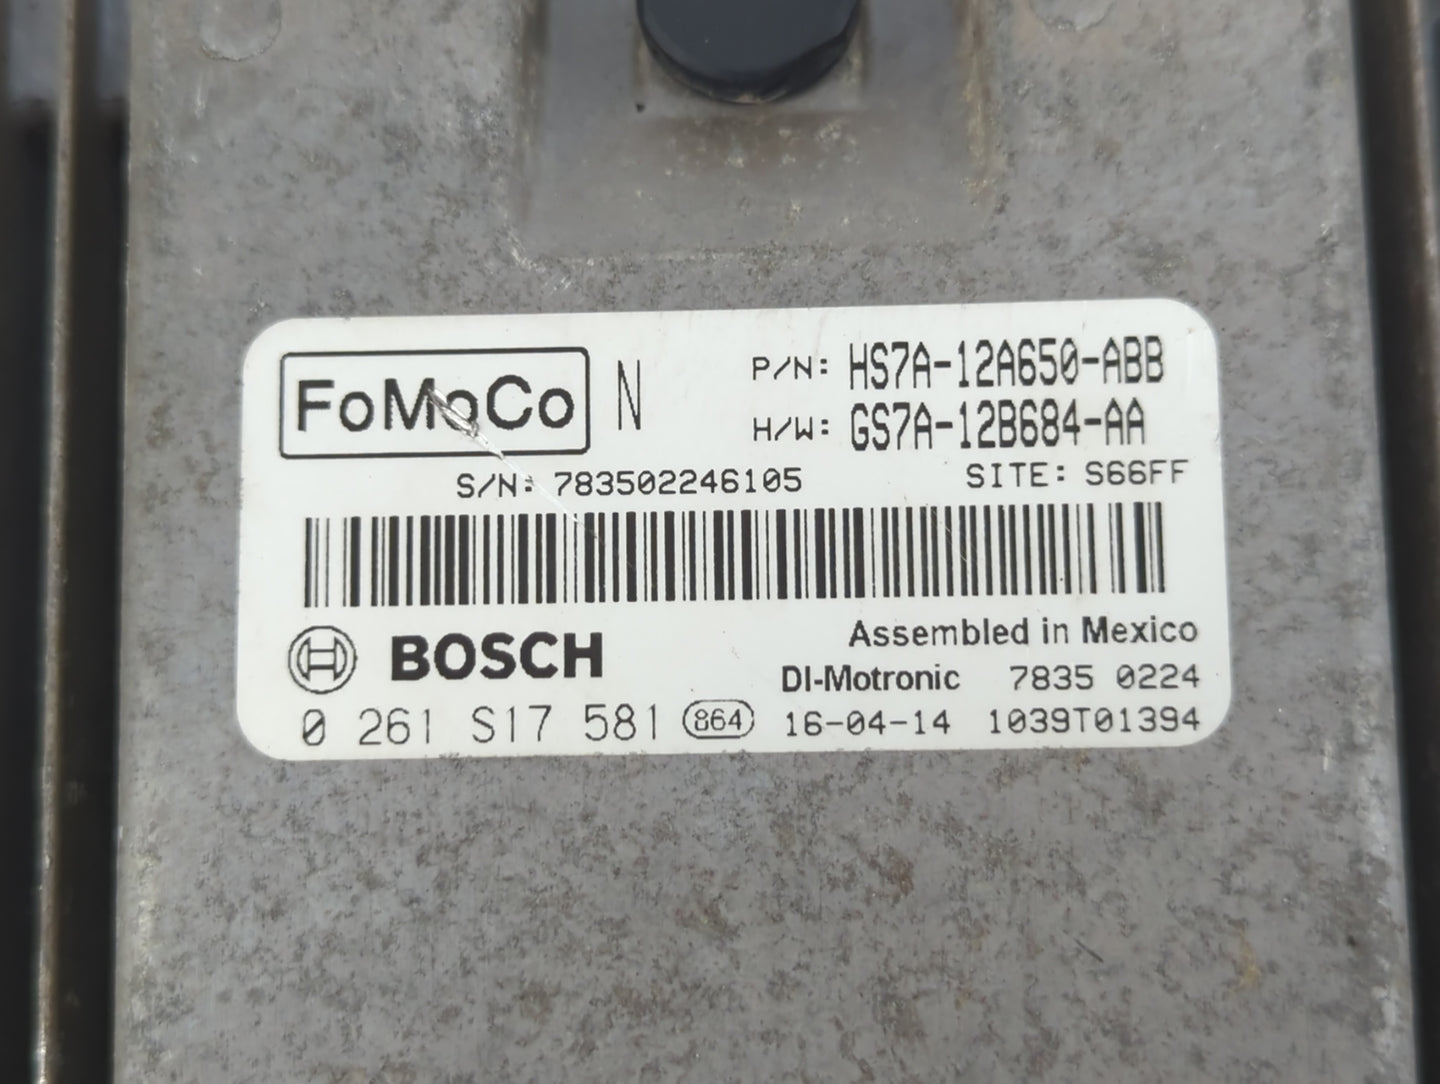 FoMoCo N P/N: HS7A-12A650-ABB
H/W: GS7A-12B684-AA
S/N: 783502246105 SITE: S66FF
BOSCH Assembled in Mexico
DI-Motronic 7835 0224
0 261 S17 581 864 16-04-14 1039T01394